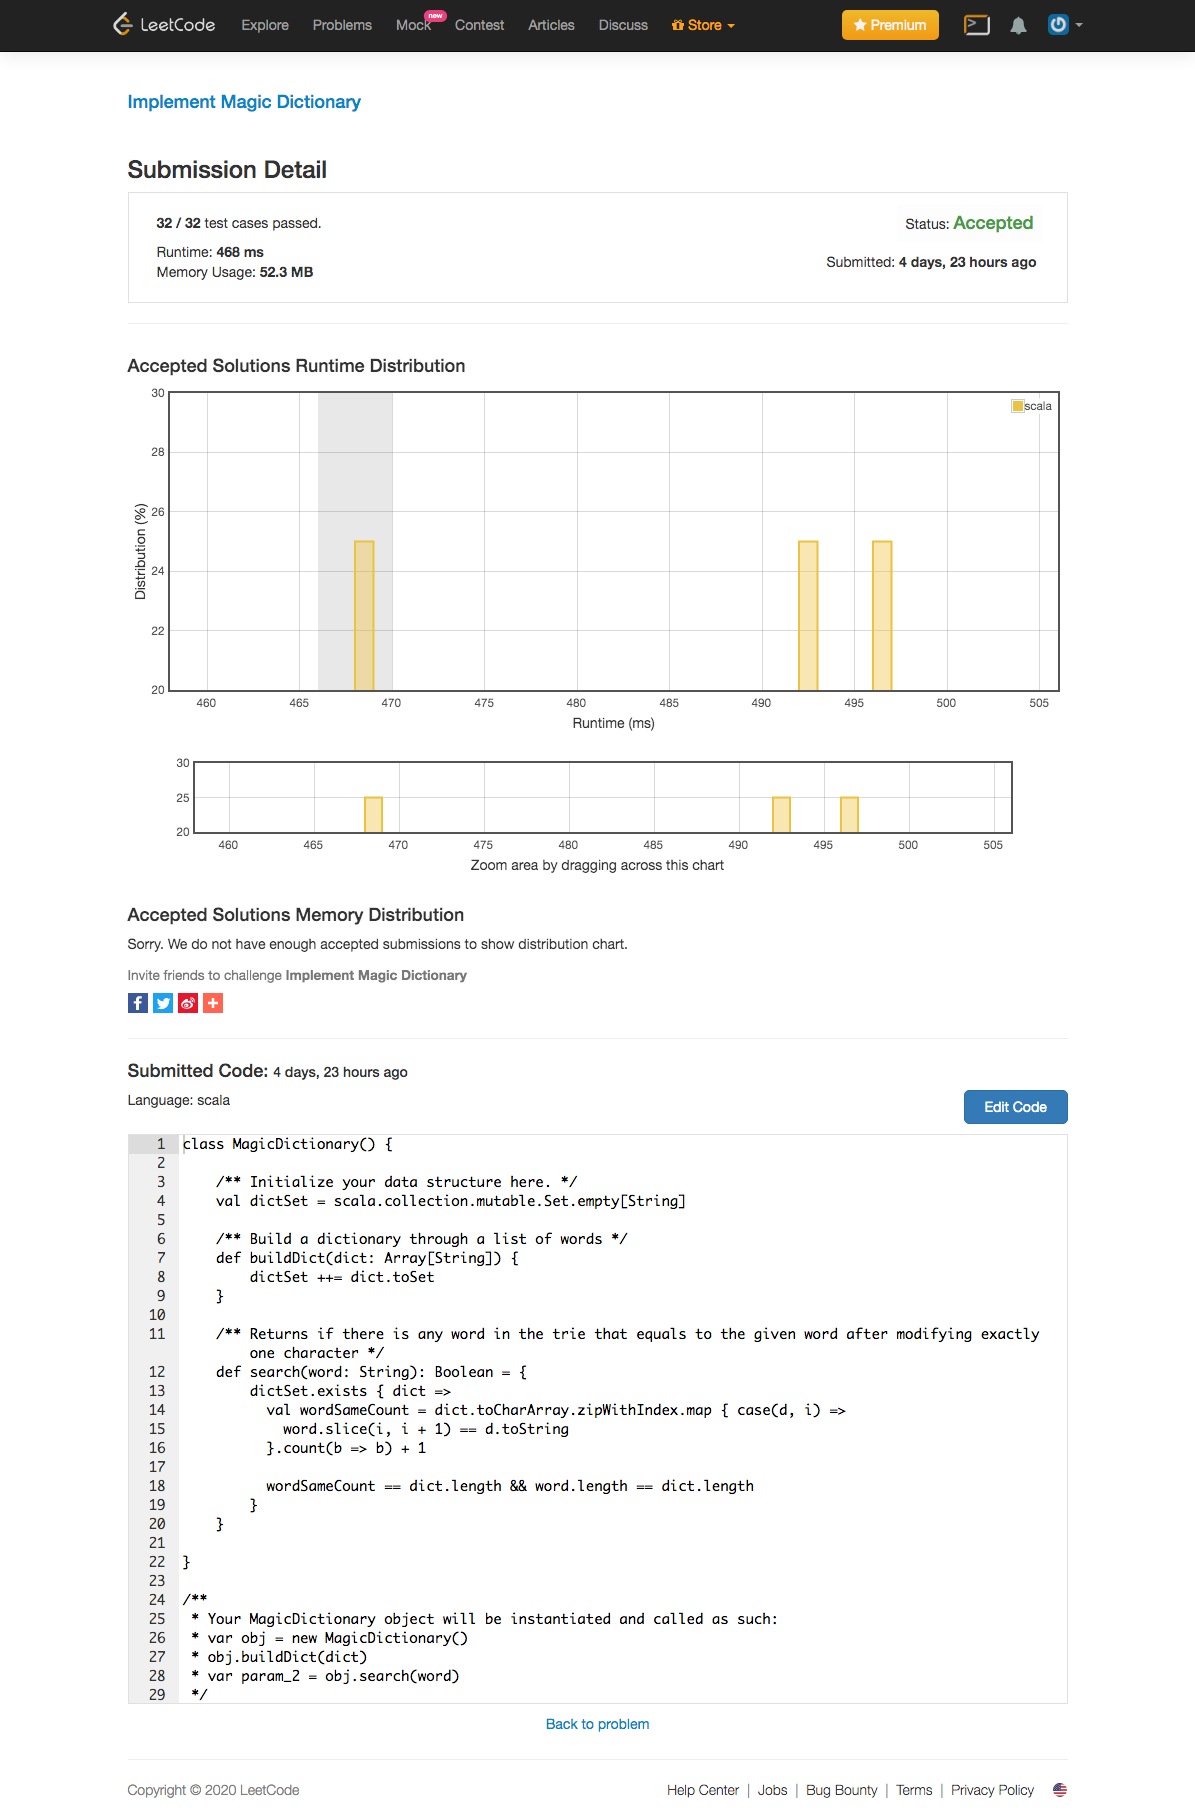 LeetCode Explore Problems Mock new Contest Articles Discuss Store Premium
Implement Magic Dictionary
Submission Detail
32 / 32 test cases passed.
Status: Accepted
Runtime: 468 ms
Memory Usage: 52.3 MB
Submitted: 4 days, 23 hours ago
Accepted Solutions Runtime Distribution
30
28
26
24
22
20
Distribution (%)
scala
460 465 470 475 480 485 490 495 500 505
Runtime (ms)
30
25
20
460 465 470 475 480 485 490 495 500 505
Zoom area by dragging across this chart
Accepted Solutions Memory Distribution
Sorry. We do not have enough accepted submissions to show distribution chart.
Invite friends to challenge Implement Magic Dictionary
Submitted Code: 4 days, 23 hours ago
Language: scala
Edit Code
1 class MagicDictionary() {
2
3     /** Initialize your data structure here. */
4     val dictSet = scala.collection.mutable.Set.empty[String]
5
6     /** Build a dictionary through a list of words */
7     def buildDict(dict: Array[String]) {
8         dictSet ++= dict.toSet
9     }
10
11     /** Returns if there is any word in the trie that equals to the given word after modifying exactly
one character */
12     def search(word: String): Boolean = {
13         dictSet.exists { dict =>
14           val wordSameCount = dict.toCharArray.zipWithIndex.map { case(d, i) =>
15             word.slice(i, i + 1) == d.toString
16           }.count(b => b) + 1
17
18           wordSameCount == dict.length && word.length == dict.length
19         }
20     }
21
22 }
23
24 /**
25  * Your MagicDictionary object will be instantiated and called as such:
26  * var obj = new MagicDictionary()
27  * obj.buildDict(dict)
28  * var param_2 = obj.search(word)
29  */
Back to problem
Copyright © 2020 LeetCode
Help Center | Jobs | Bug Bounty | Terms | Privacy Policy